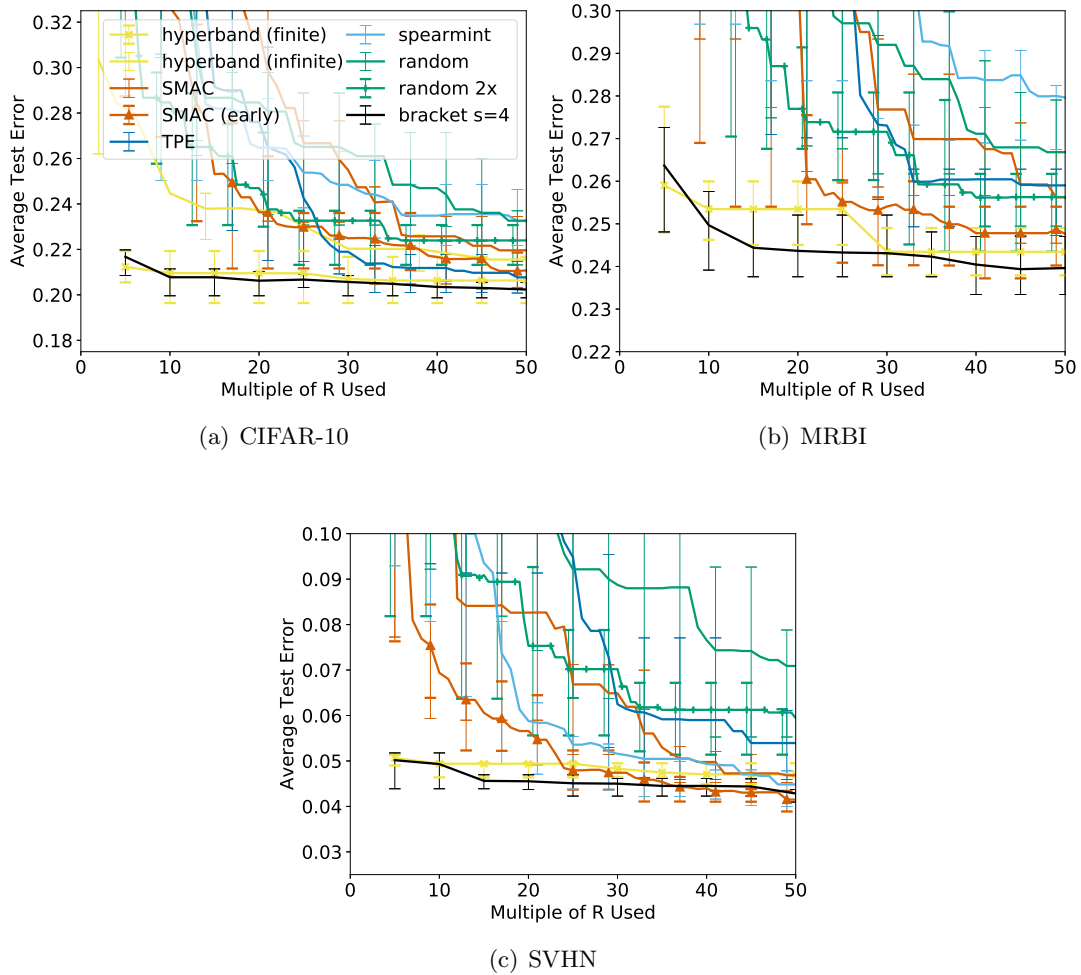 0.32
0.30
0.28
0.26
0.24
0.22
0.20
0.18
Average Test Error
0 10 20 30 40 50
Multiple of R Used
hyperband (finite)
hyperband (infinite)
SMAC
SMAC (early)
TPE
spearmint
random
random 2x
bracket s=4
(a) CIFAR-10
0.30
0.29
0.28
0.27
0.26
0.25
0.24
0.23
0.22
Average Test Error
0 10 20 30 40 50
Multiple of R Used
(b) MRBI
0.10
0.09
0.08
0.07
0.06
0.05
0.04
0.03
Average Test Error
0 10 20 30 40 50
Multiple of R Used
(c) SVHN